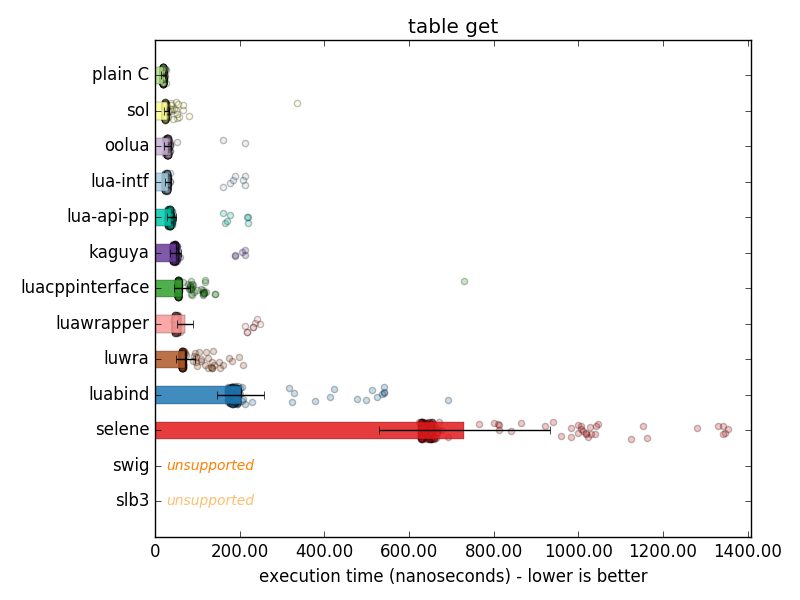 table get
plain C
sol
oolua
lua-intf
lua-api-pp
kaguya
luacppinterface
luawrapper
luwra
luabind
selene
swig unsupported
slb3 unsupported
0 200.00 400.00 600.00 800.00 1000.00 1200.00 1400.00
execution time (nanoseconds) - lower is better